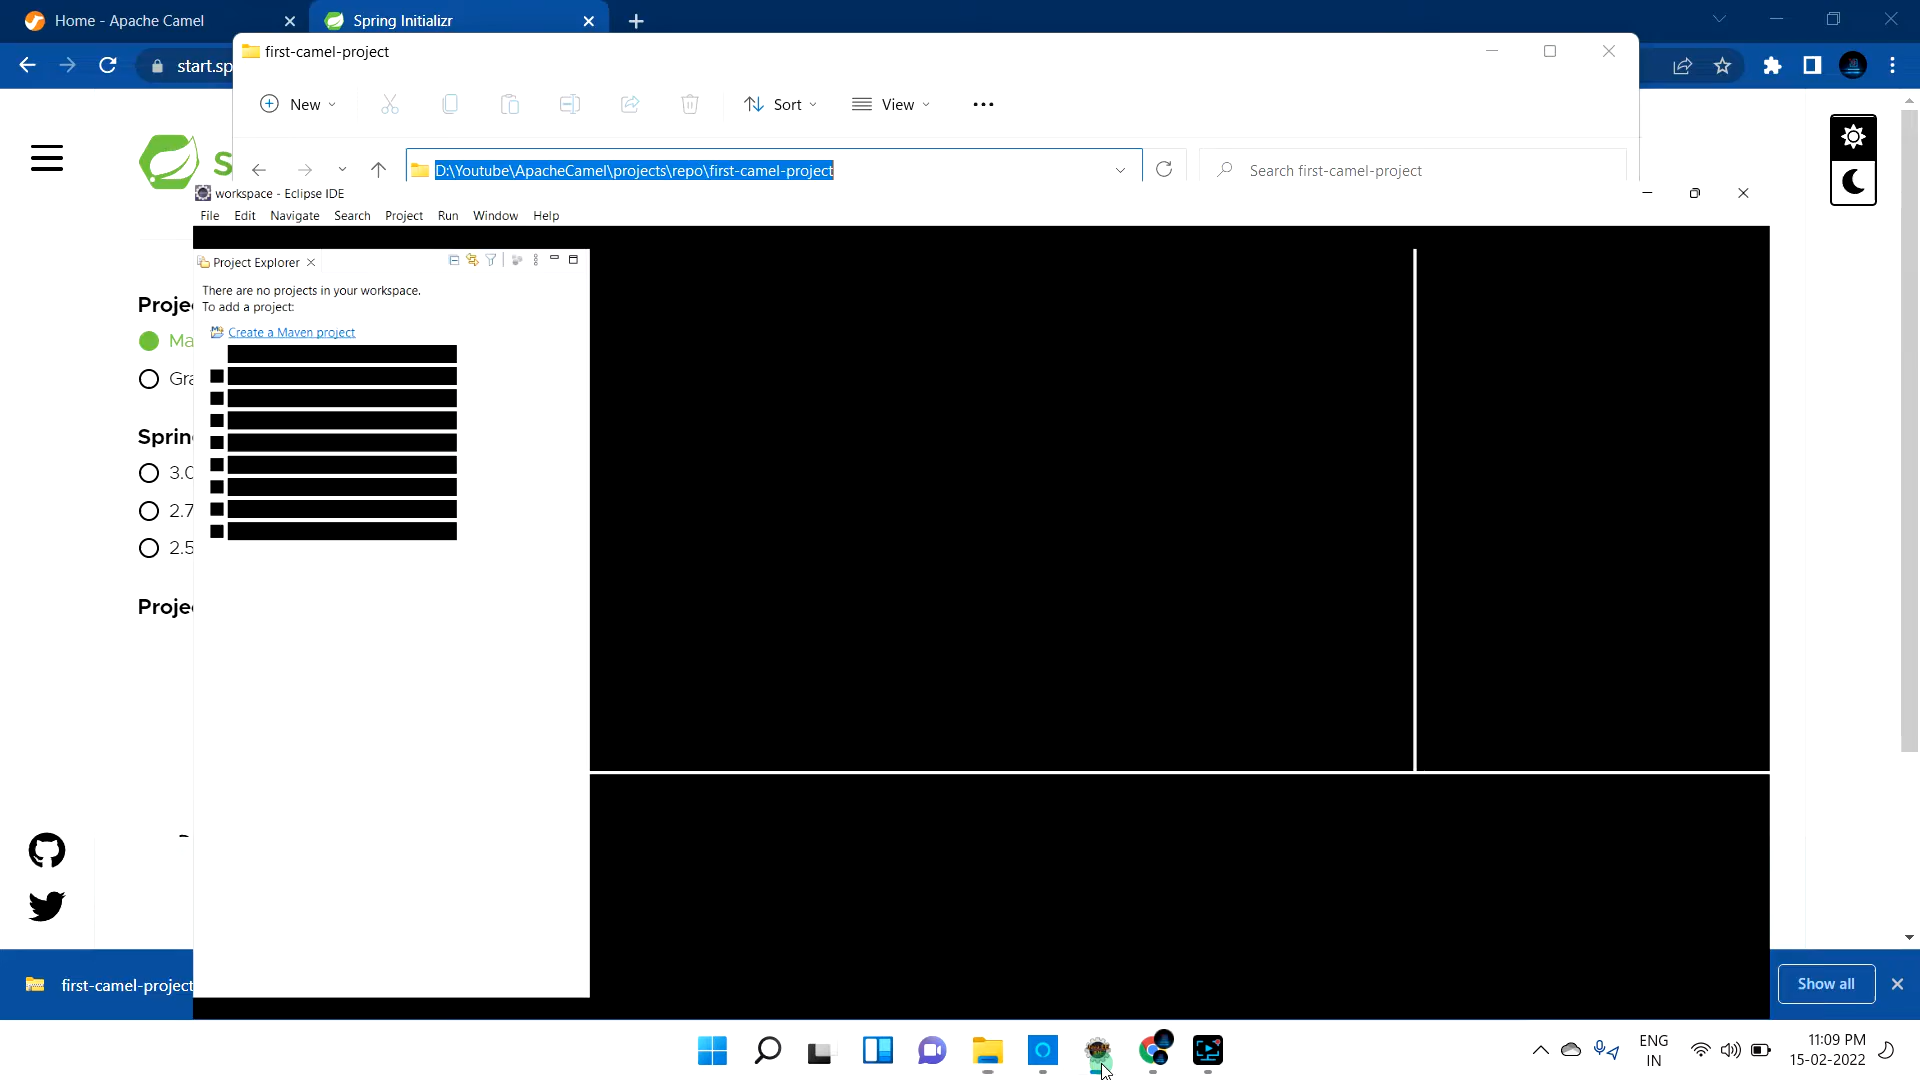 Home - Apache Camel
Spring Initializr
start.sp
first-camel-project
New
Sort
View
D:\Youtube\ApacheCamel\projects\repo\first-camel-project
Search first-camel-project
S
workspace - Eclipse IDE
File Edit Navigate Search Project Run Window Help
Project Explorer
There are no projects in your workspace.
To add a project:
Create a Maven project
Proje
Ma
Gra
Sprin
3.0
2.7
2.5
Proje
first-camel-project
Show all
ENG
IN
11:09 PM
15-02-2022